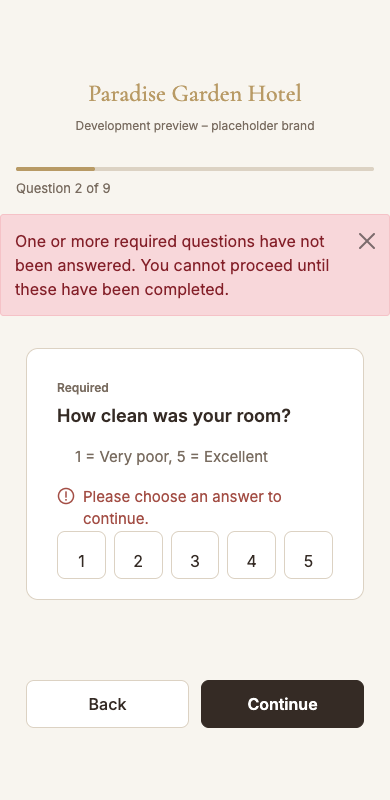 Paradise Garden Hotel
Development preview – placeholder brand
Question 2 of 9
One or more required questions have not
been answered. You cannot proceed until
these have been completed.
Required
How clean was your room?
1 = Very poor, 5 = Excellent
Please choose an answer to
continue.
1 2 3 4 5
Back Continue